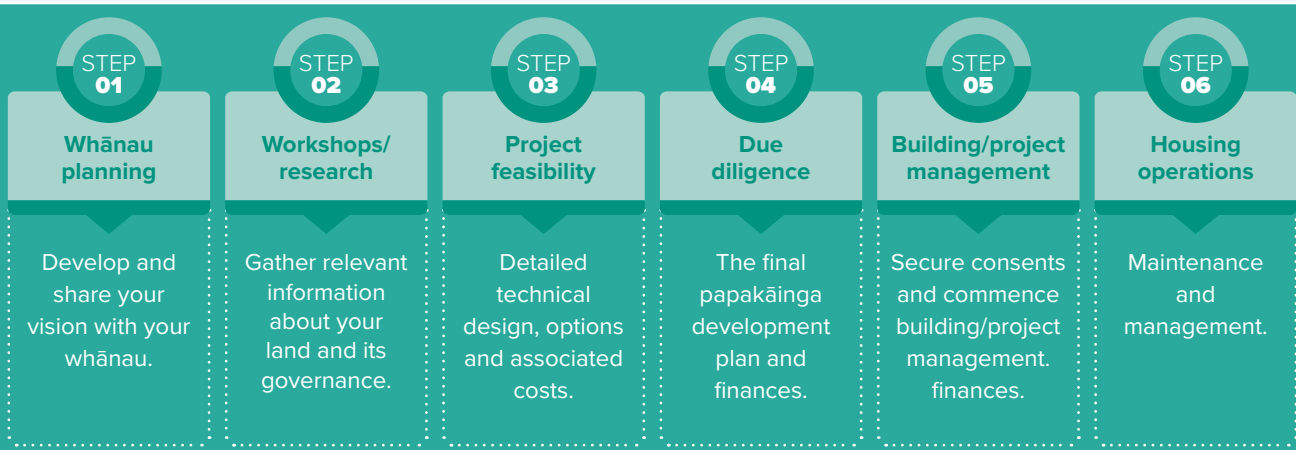 STEP
01
Whānau
planning
Develop and
share your
vision with your
whānau.
STEP
02
Workshops/
research
Gather relevant
information
about your
land and its
governance.
STEP
03
Project
feasibility
Detailed
technical
design, options
and associated
costs.
STEP
04
Due
diligence
The final
papakāinga
development
plan and
finances.
STEP
05
Building/project
management
Secure consents
and commence
building/project
management.
finances.
STEP
06
Housing
operations
Maintenance
and
management.